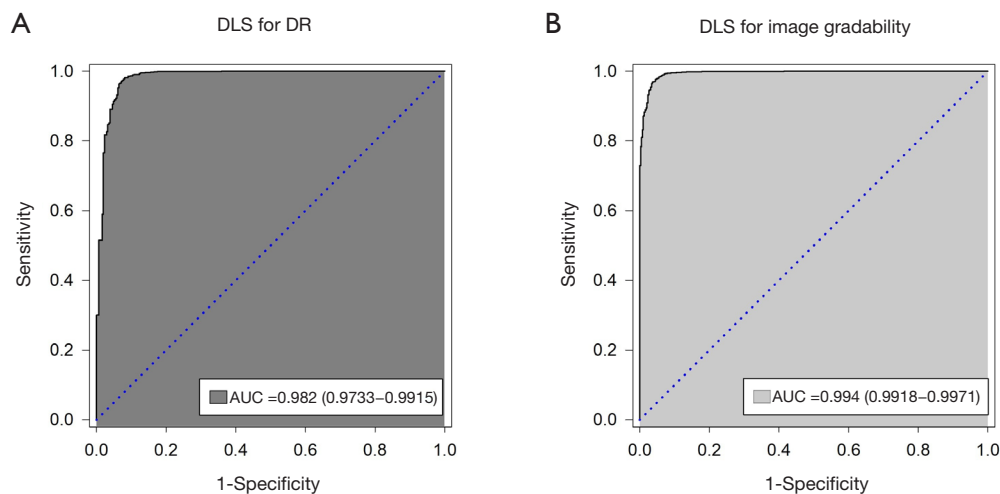 A
DLS for DR
1.0
0.8
0.6
0.4
0.2
0.0
Sensitivity
AUC =0.982 (0.9733−0.9915)
0.0 0.2 0.4 0.6 0.8 1.0
1-Specificity
B
DLS for image gradability
1.0
0.8
0.6
0.4
0.2
0.0
Sensitivity
AUC =0.994 (0.9918−0.9971)
0.0 0.2 0.4 0.6 0.8 1.0
1-Specificity